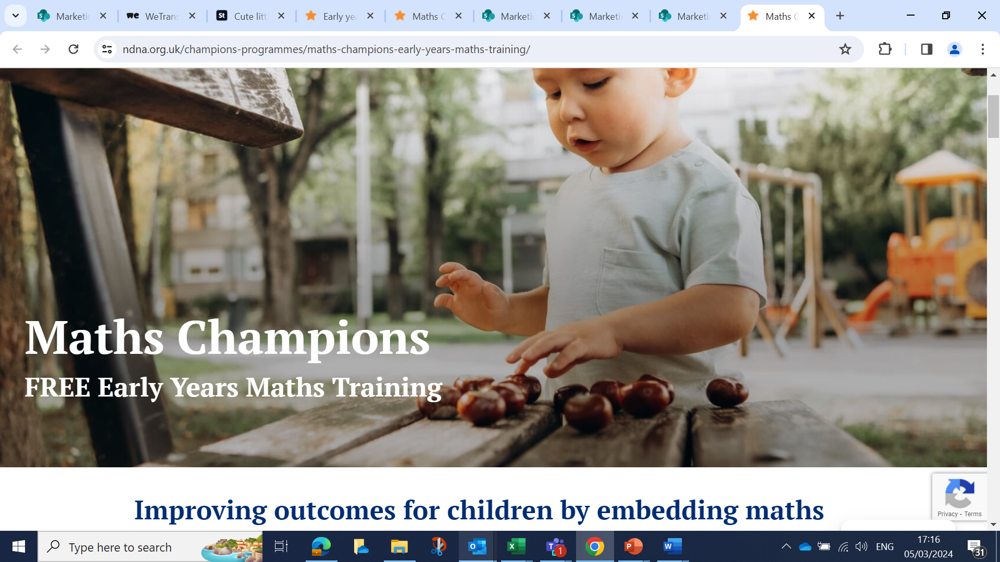 Marketi
WeTrans
St
Cute litt
Early yea
Maths C
Marketi
Marketi
Marketi
Maths C
ndna.org.uk/champions-programmes/maths-champions-early-years-maths-training/
Maths Champions
FREE Early Years Maths Training
Improving outcomes for children by embedding maths
Privacy - Terms
Type here to search
1
ENG
17:16
05/03/2024
31